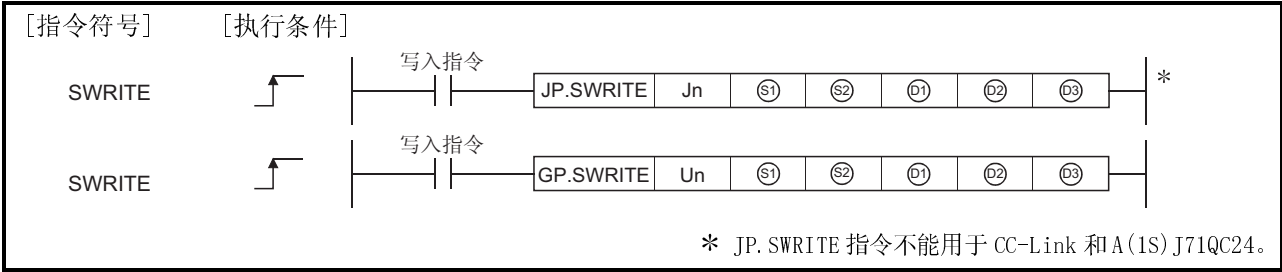 [指令符号] [执行条件]
写入指令
SWRITE JP.SWRITE Jn S1 S2 D1 D2 D3 *
写入指令
SWRITE GP.SWRITE Un S1 S2 D1 D2 D3
* JP.SWRITE 指令不能用于 CC-Link 和 A(1S)J71QC24。